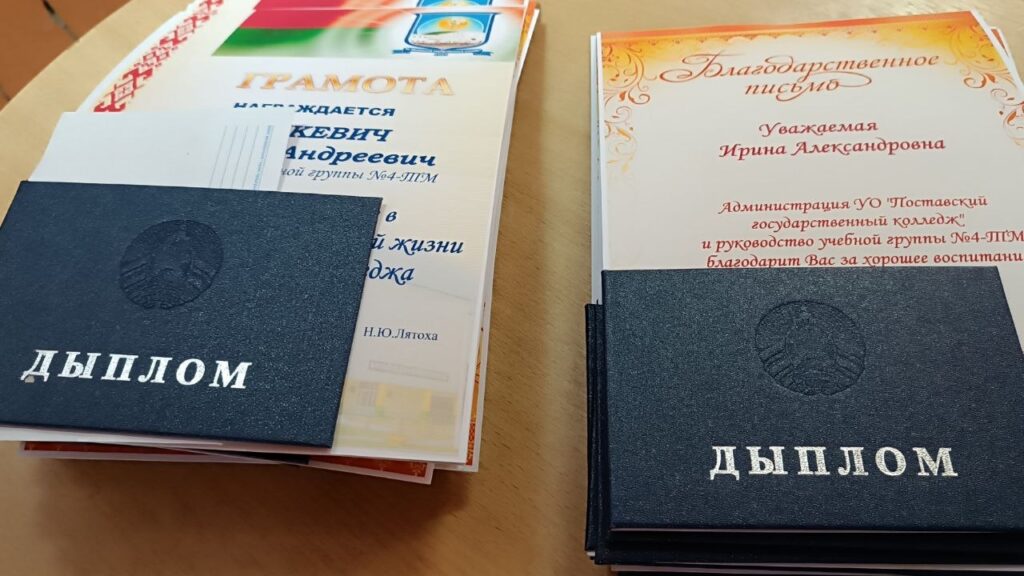 ГРАМОТА
НАГРАЖДАЕТСЯ
КЕВИЧ
Андреевич
ной группы №4-ТМ
в
й жизни
джа
Н.Ю.Лятоха
ДЫПЛОМ
Благодарственное
письмо
Уважаемая
Ирина Александровна
Администрация УО "Поставский
государственный колледж"
и руководство учебной группы №4-ТМ
благодарит Вас за хорошее воспитани
ДЫПЛОМ